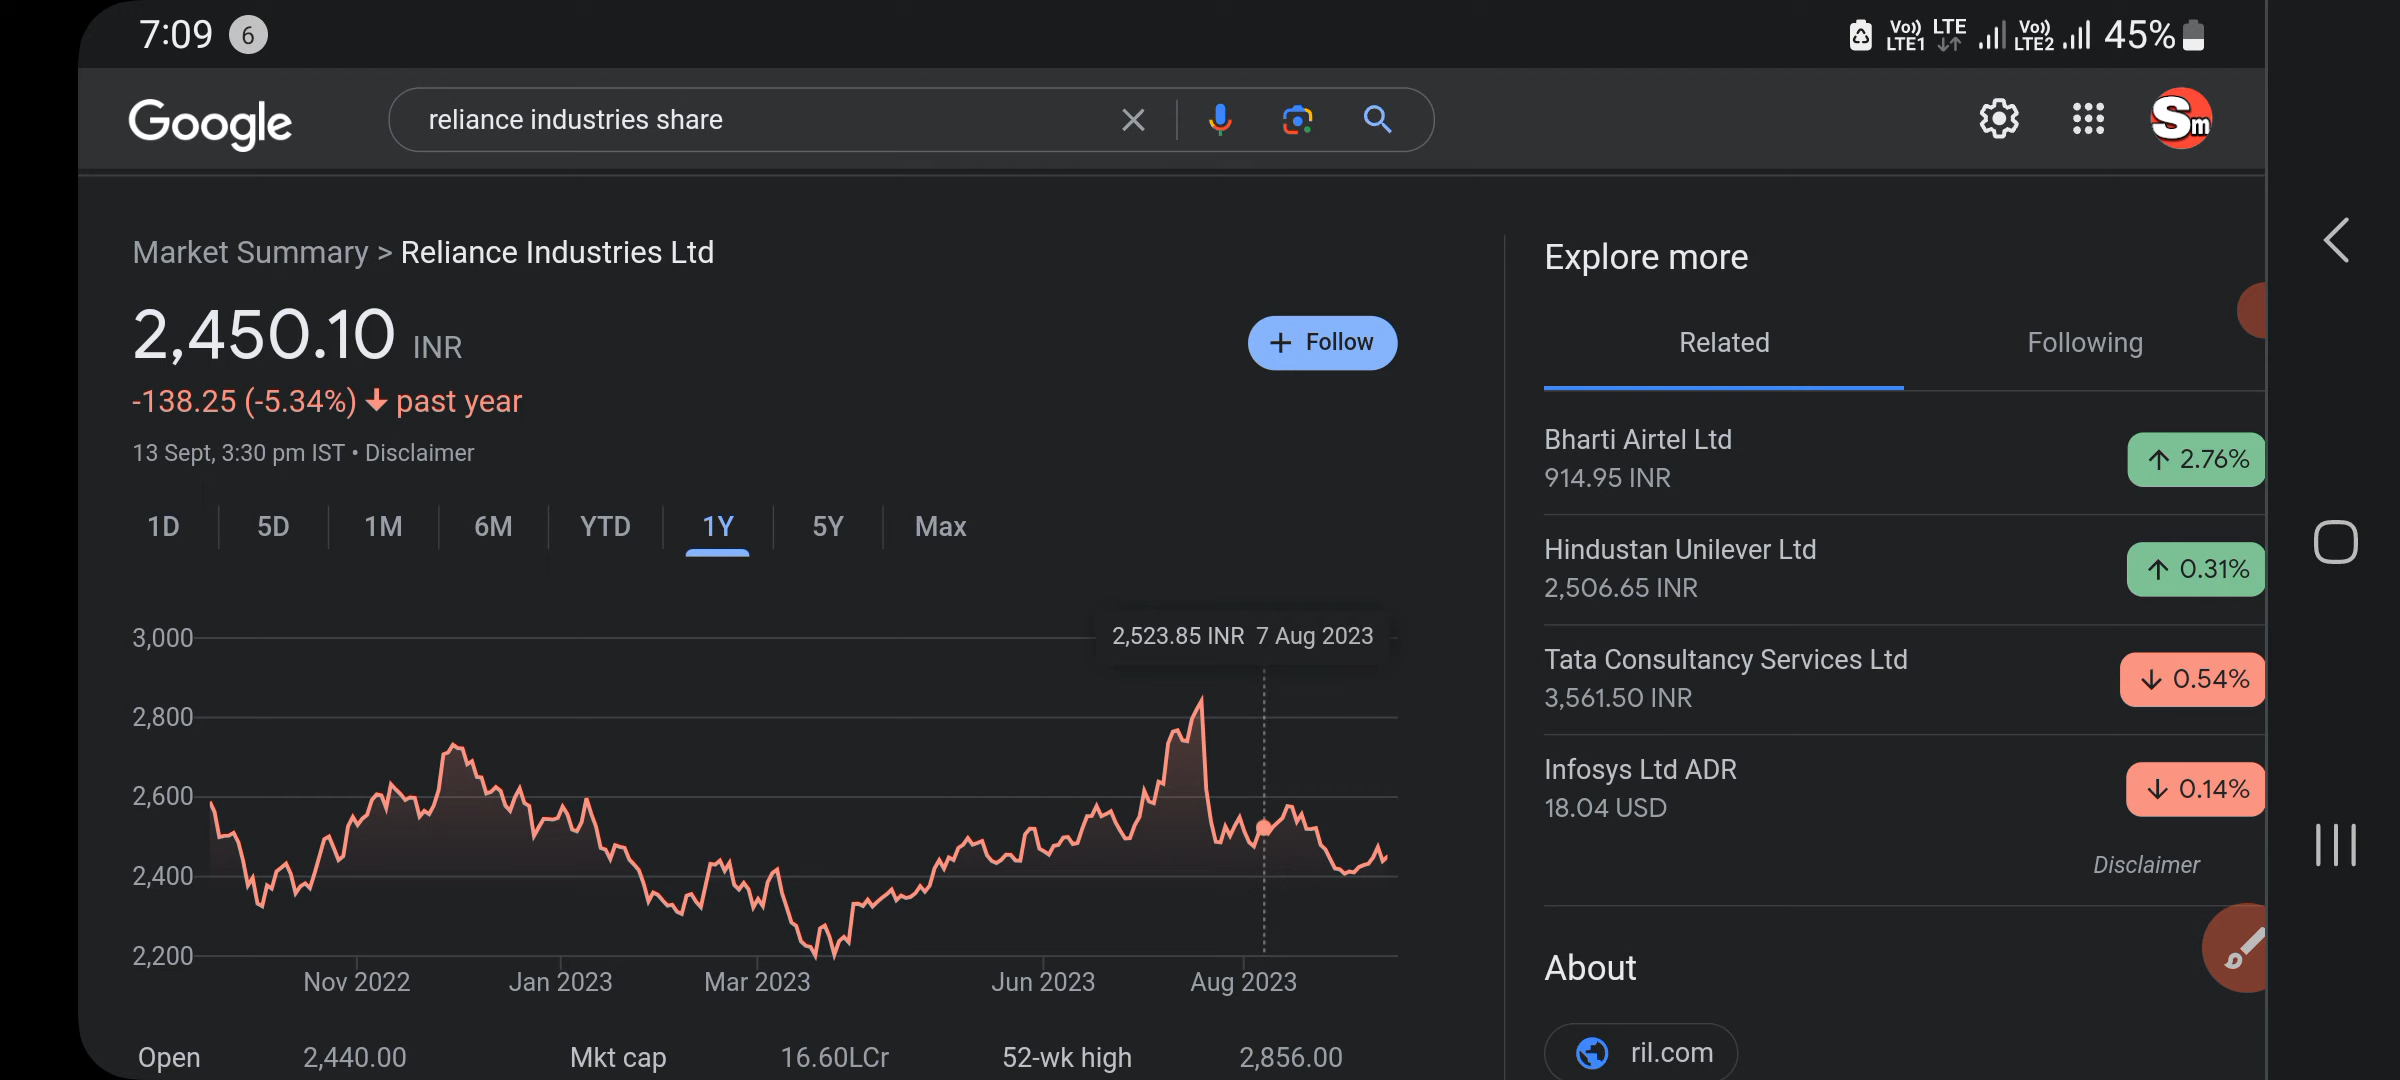 7:09 6 Vo)) LTE1 LTE Vo)) LTE2 45%
Google reliance industries share Sm
Market Summary > Reliance Industries Ltd
2,450.10 INR
+ Follow
-138.25 (-5.34%) past year
13 Sept, 3:30 pm IST • Disclaimer
1D 5D 1M 6M YTD 1Y 5Y Max
2,523.85 INR 7 Aug 2023
3,000
2,800
2,600
2,400
2,200
Nov 2022 Jan 2023 Mar 2023 Jun 2023 Aug 2023
Open 2,440.00 Mkt cap 16.60LCr 52-wk high 2,856.00
Explore more
Related Following
Bharti Airtel Ltd
914.95 INR
↑ 2.76%
Hindustan Unilever Ltd
2,506.65 INR
↑ 0.31%
Tata Consultancy Services Ltd
3,561.50 INR
↓ 0.54%
Infosys Ltd ADR
18.04 USD
↓ 0.14%
Disclaimer
About
ril.com